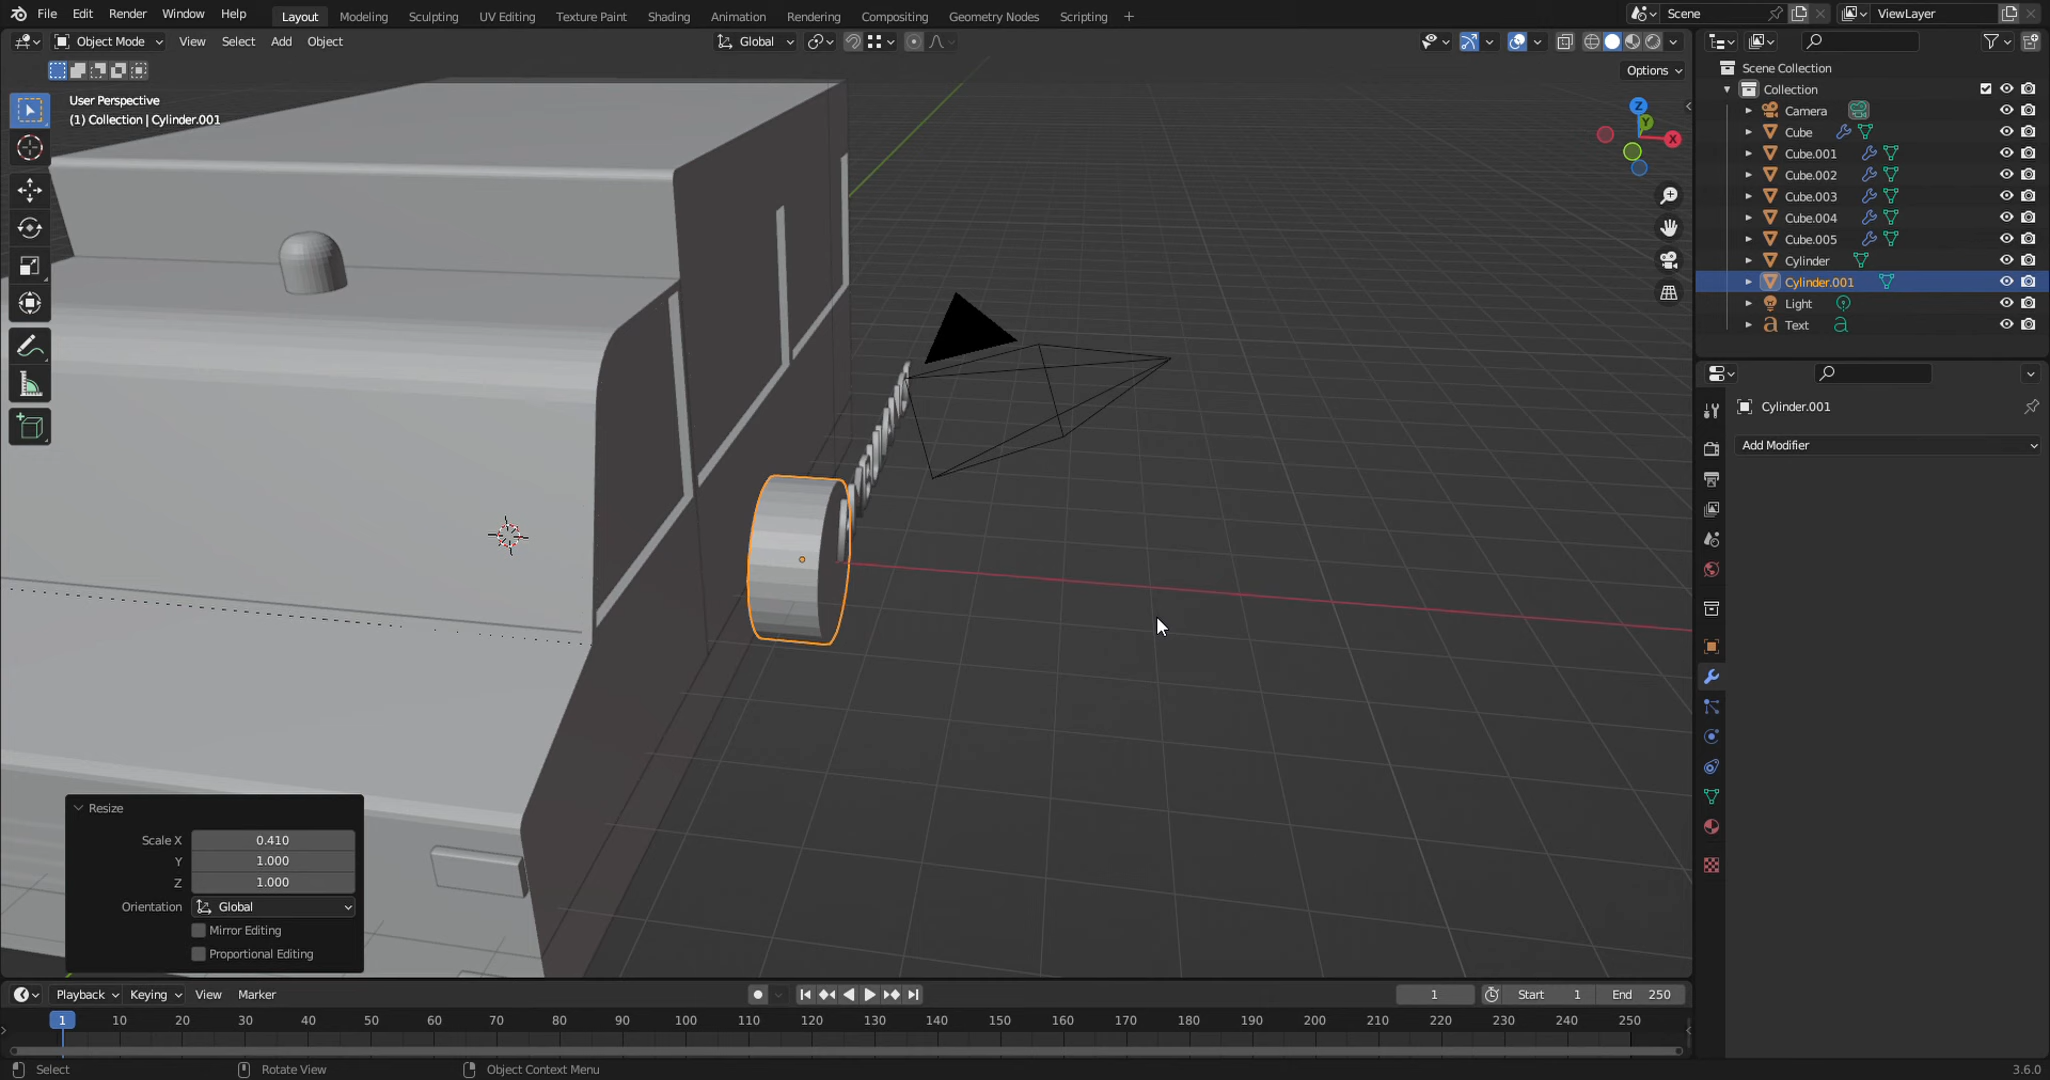 File Edit Render Window Help Layout Modeling Sculpting UV Editing Texture Paint Shading Animation Rendering Compositing Geometry Nodes Scripting + Scene ViewLayer
Object Mode View Select Add Object Global
Options
User Perspective
(1) Collection | Cylinder.001
Z
Y
X
Scene Collection
Collection
Camera
Cube
Cube.001
Cube.002
Cube.003
Cube.004
Cube.005
Cylinder
Cylinder.001
Light
Text
Cylinder.001
Add Modifier
Resize
Scale X 0.410
Y 1.000
Z 1.000
Orientation Global
Mirror Editing
Proportional Editing
Playback Keying View Marker 1 Start 1 End 250
1 10 20 30 40 50 60 70 80 90 100 110 120 130 140 150 160 170 180 190 200 210 220 230 240 250
Select Rotate View Object Context Menu 3.6.0